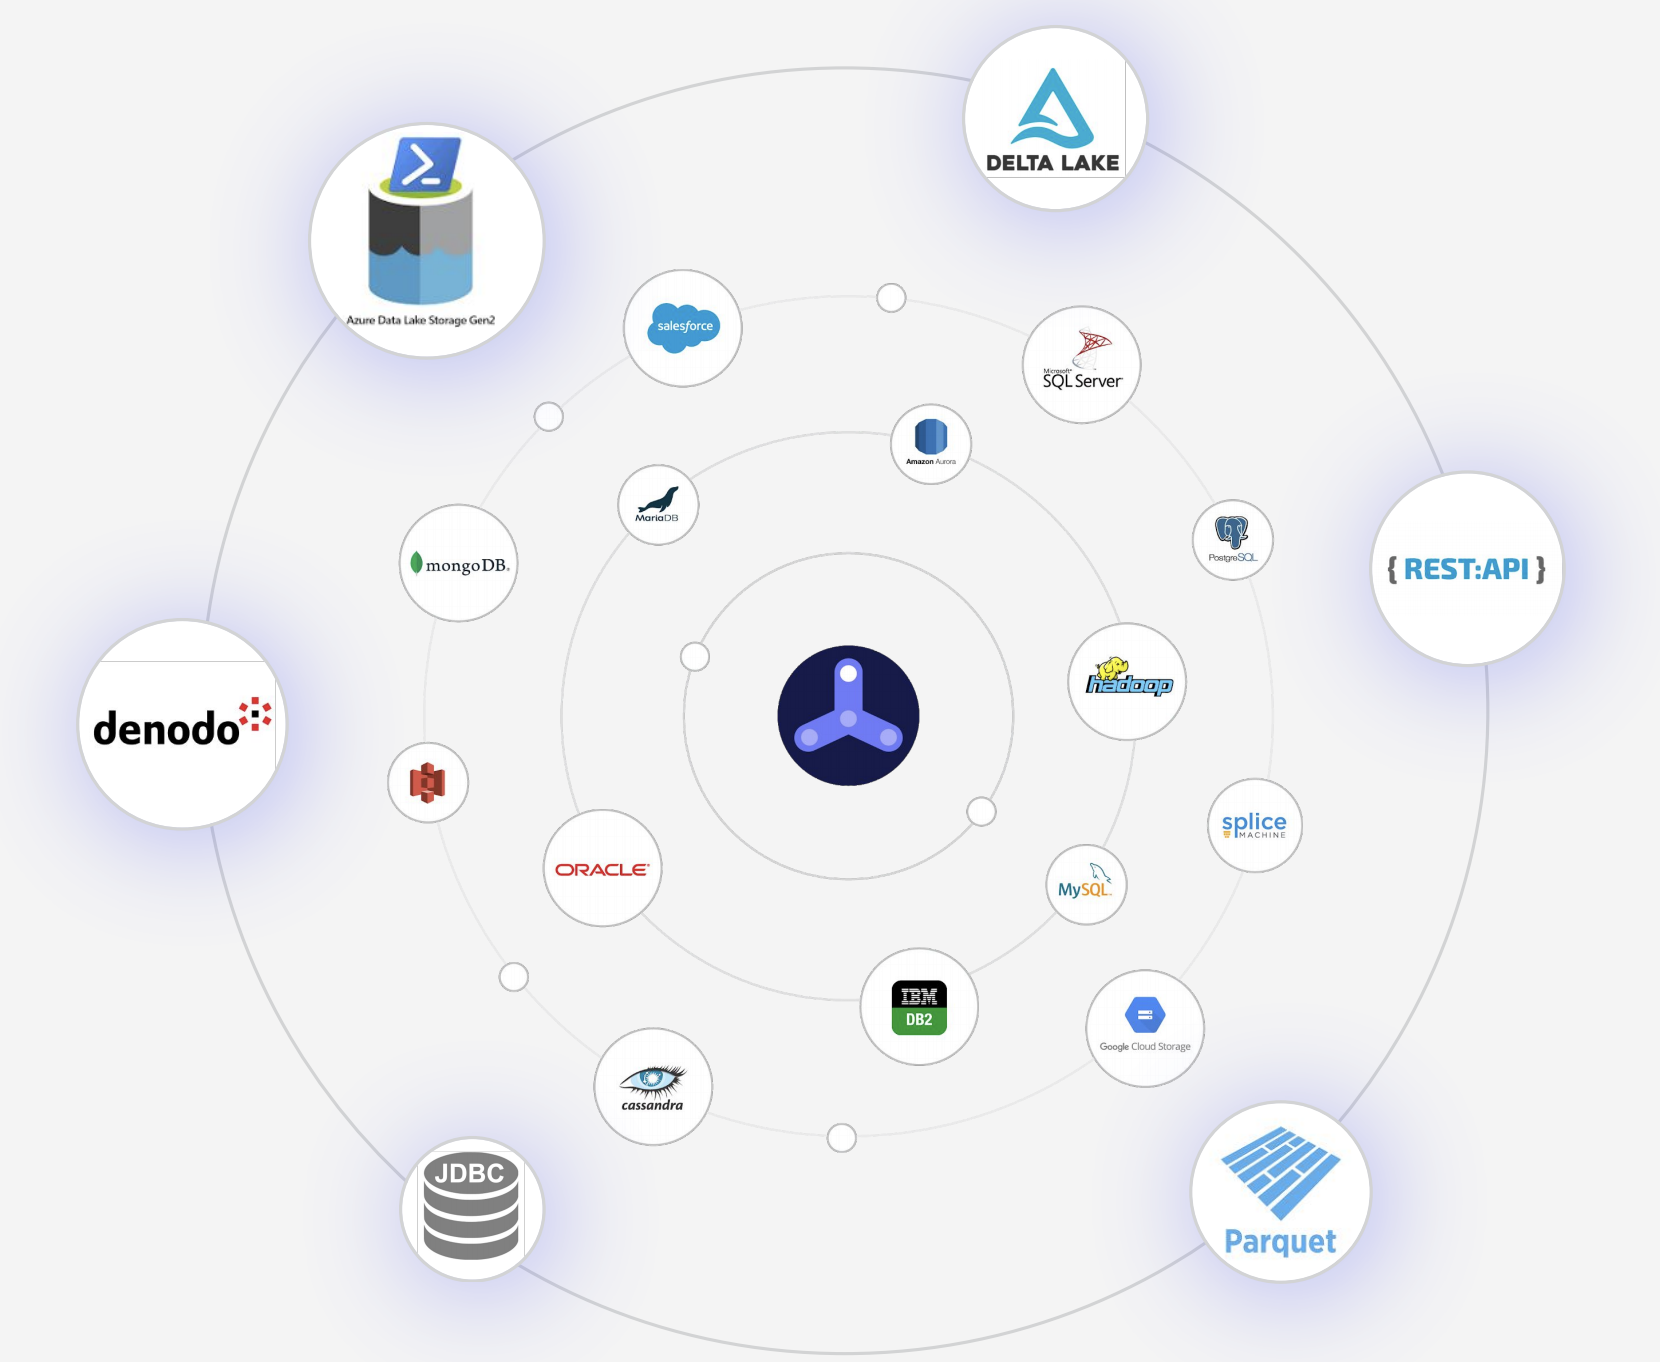 DELTA LAKE
Azure Data Lake Storage Gen2
salesforce
Microsoft®
SQL Server
Amazon Aurora
MariaDB
PostgreSQL
mongoDB®
{ REST:API }
hadoop
denodo
splice
MACHINE
ORACLE®
MySQL™
IBM
DB2
Google Cloud Storage
cassandra
JDBC
Parquet